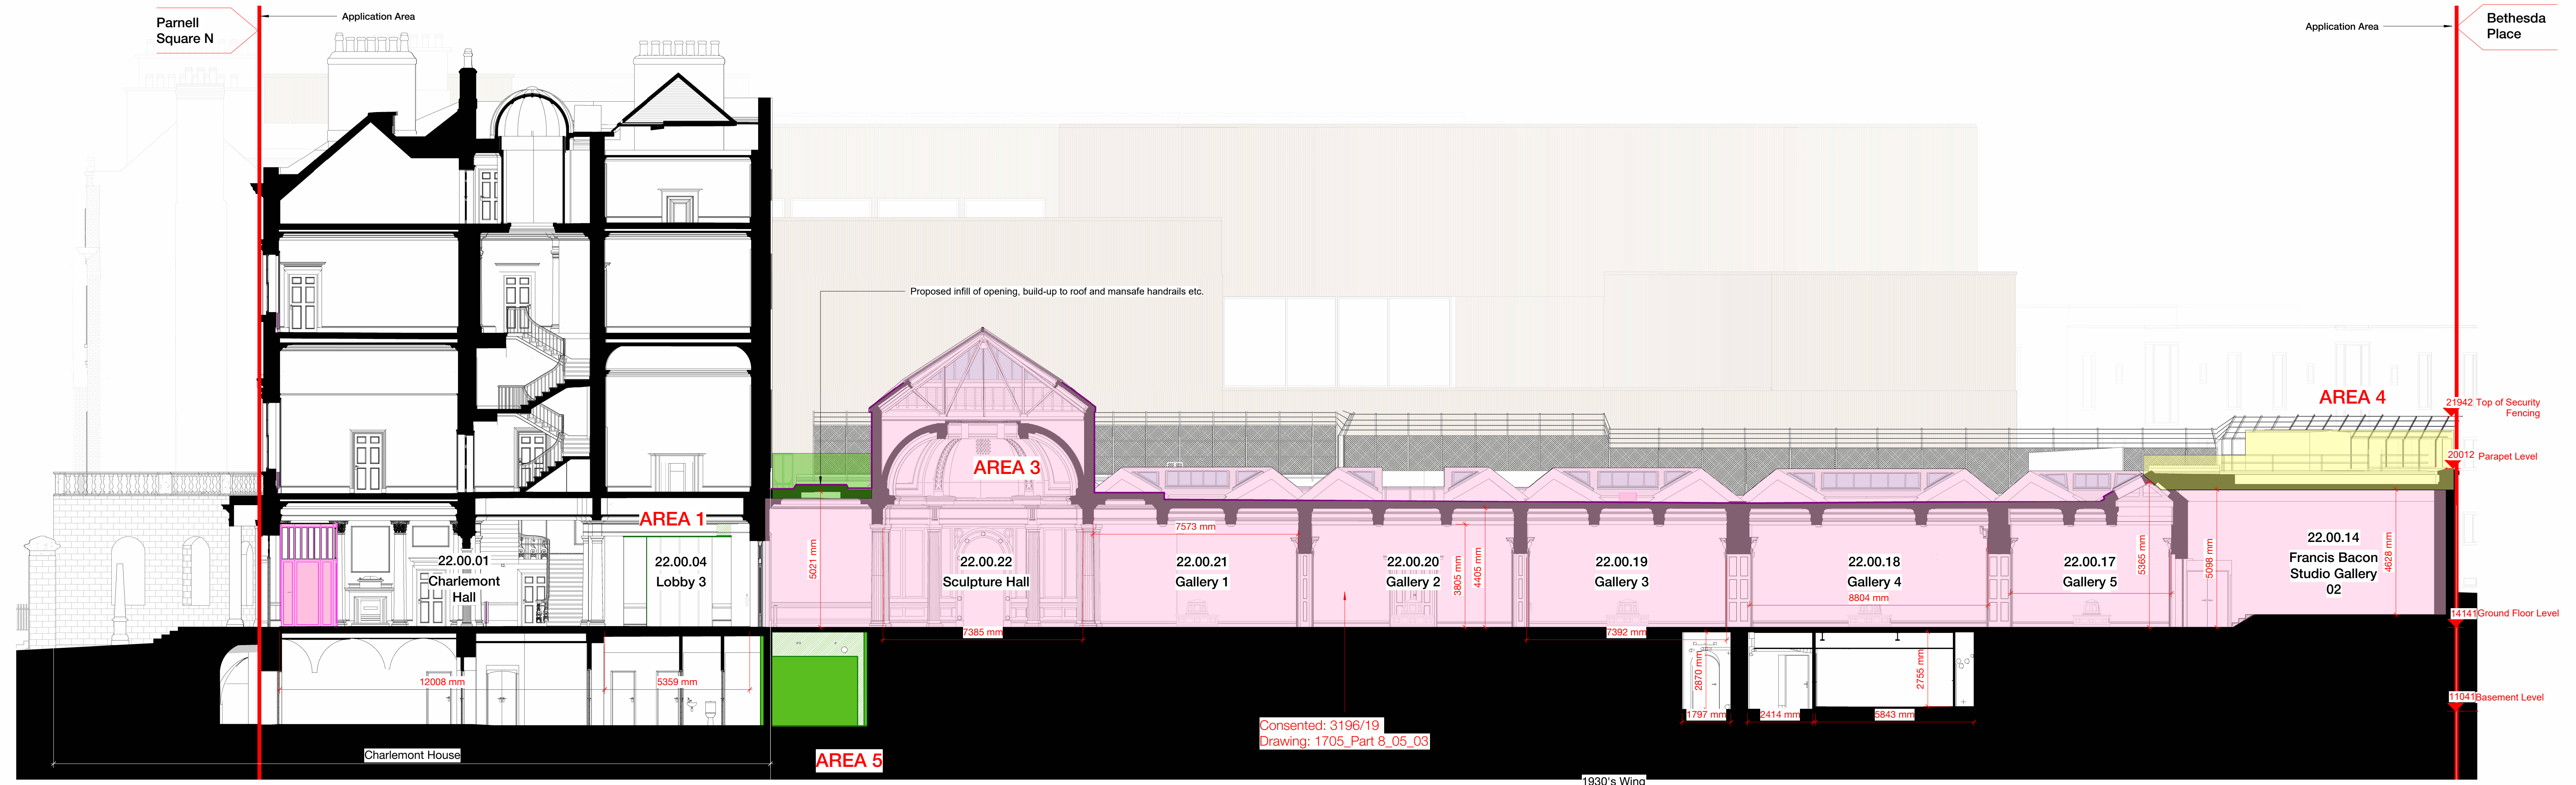 Parnell
Square N
Application Area
Application Area
Bethesda
Place
Proposed infill of opening, build-up to roof and mansafe handrails etc.
AREA 4
21942 Top of Security
Fencing
20012 Parapet Level
AREA 3
AREA 1
22.00.01
Charlemont
Hall
22.00.04
Lobby 3
5021 mm
22.00.22
Sculpture Hall
7385 mm
7573 mm
22.00.21
Gallery 1
22.00.20
Gallery 2
3805 mm
4405 mm
22.00.19
Gallery 3
7392 mm
22.00.18
Gallery 4
8804 mm
22.00.17
Gallery 5
5365 mm
5098 mm
22.00.14
Francis Bacon
Studio Gallery
02
4628 mm
14141 Ground Floor Level
12008 mm
5359 mm
2870 mm
1797 mm
2414 mm
2755 mm
5843 mm
11041 Basement Level
Consented: 3196/19
Drawing: 1705_Part 8_05_03
Charlemont House
AREA 5
1930's Wing